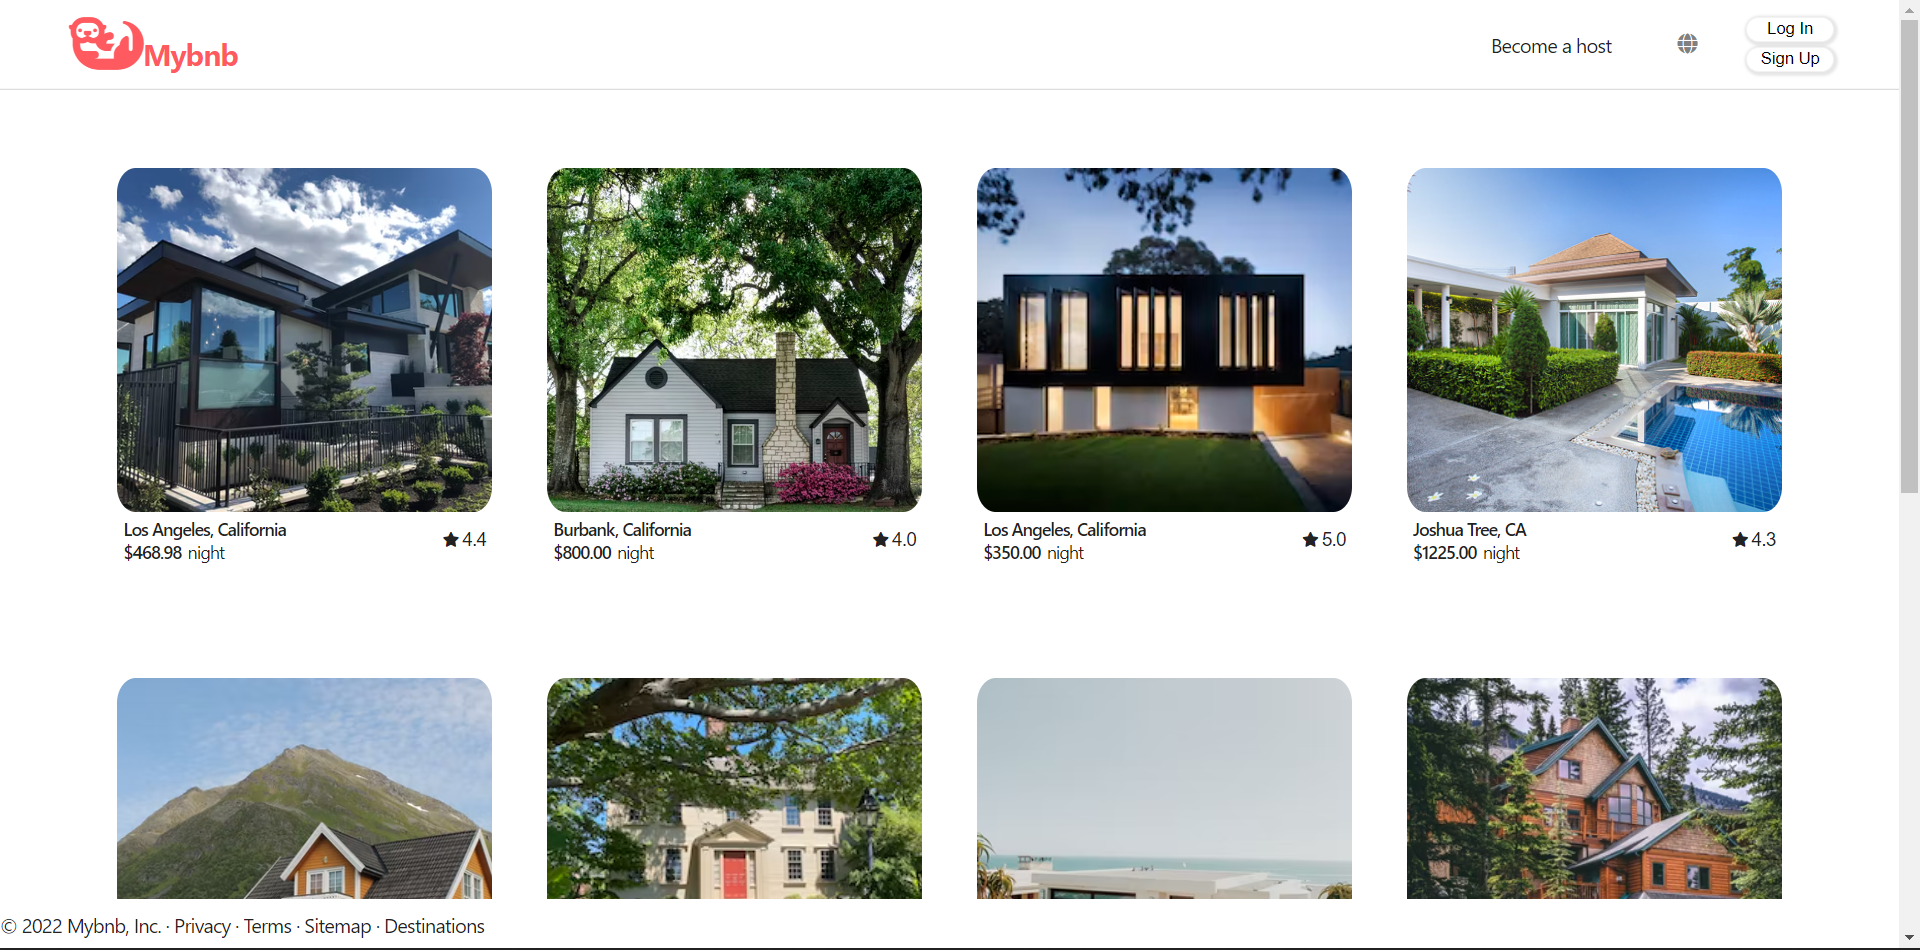 Mybnb
Become a host
Log In
Sign Up
Los Angeles, California
$468.98 night
4.4
Burbank, California
$800.00 night
4.0
Los Angeles, California
$350.00 night
5.0
Joshua Tree, CA
$1225.00 night
4.3
© 2022 Mybnb, Inc. · Privacy · Terms · Sitemap · Destinations